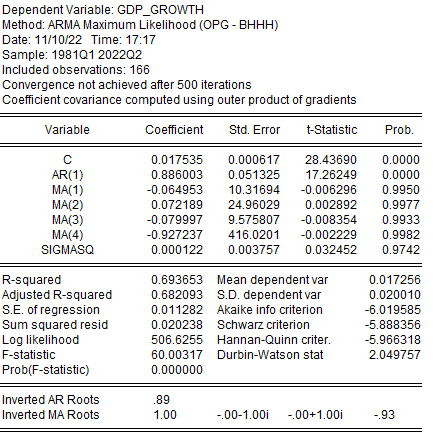 Dependent Variable: GDP_GROWTH
Method: ARMA Maximum Likelihood (OPG - BHHH)
Date: 11/10/22 Time: 17:17
Sample: 1981Q1 2022Q2
Included observations: 166
Convergence not achieved after 500 iterations
Coefficient covariance computed using outer product of gradients
Variable Coefficient Std. Error t-Statistic Prob.
C 0.017535 0.000617 28.43690 0.0000
AR(1) 0.886003 0.051325 17.26249 0.0000
MA(1) -0.064953 10.31694 -0.006296 0.9950
MA(2) 0.072189 24.96029 0.002892 0.9977
MA(3) -0.079997 9.575807 -0.008354 0.9933
MA(4) -0.927237 416.0201 -0.002229 0.9982
SIGMASQ 0.000122 0.003757 0.032452 0.9742
R-squared 0.693653 Mean dependent var 0.017256
Adjusted R-squared 0.682093 S.D. dependent var 0.020010
S.E. of regression 0.011282 Akaike info criterion -6.019585
Sum squared resid 0.020238 Schwarz criterion -5.888356
Log likelihood 506.6255 Hannan-Quinn criter. -5.966318
F-statistic 60.00317 Durbin-Watson stat 2.049757
Prob(F-statistic) 0.000000
Inverted AR Roots .89
Inverted MA Roots 1.00 -.00-1.00i -.00+1.00i -.93